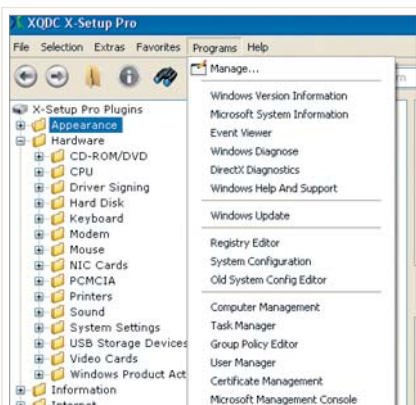 XQDC X-Setup Pro
File Selection Extras Favorites Programs Help
Manage...
Windows Version Information
Microsoft System Information
Event Viewer
Windows Diagnose
DirectX Diagnostics
Windows Help And Support
Windows Update
Registry Editor
System Configuration
Old System Config Editor
Computer Management
Task Manager
Group Policy Editor
User Manager
Certificate Management
Microsoft Management Console
X-Setup Pro Plugins
Appearance
Hardware
CD-ROM/DVD
CPU
Driver Signing
Hard Disk
Keyboard
Modem
Mouse
NIC Cards
PCMCIA
Printers
Sound
System Settings
USB Storage Devices
Video Cards
Windows Product Act
Information
Internet